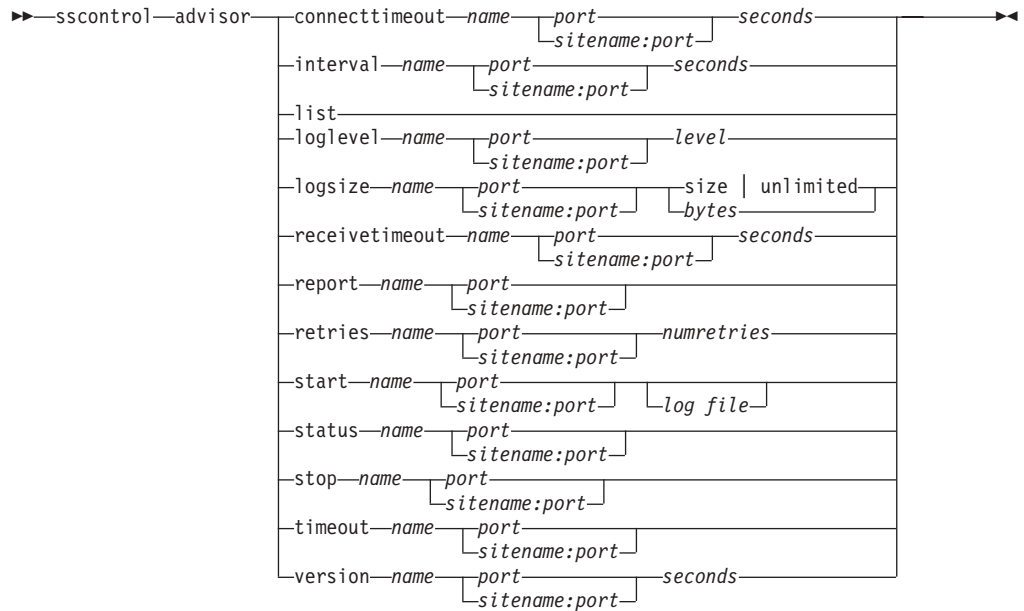 sscontrol advisor connecttimeout name port seconds
sitename:port
interval name port seconds
sitename:port
list
loglevel name port level
sitename:port
logsize name port size | unlimited
sitename:port bytes
receivetimeout name port seconds
sitename:port
report name port
sitename:port
retries name port numretries
sitename:port
start name port
sitename:port log file
status name port
sitename:port
stop name port
sitename:port
timeout name port
sitename:port
version name port seconds
sitename:port